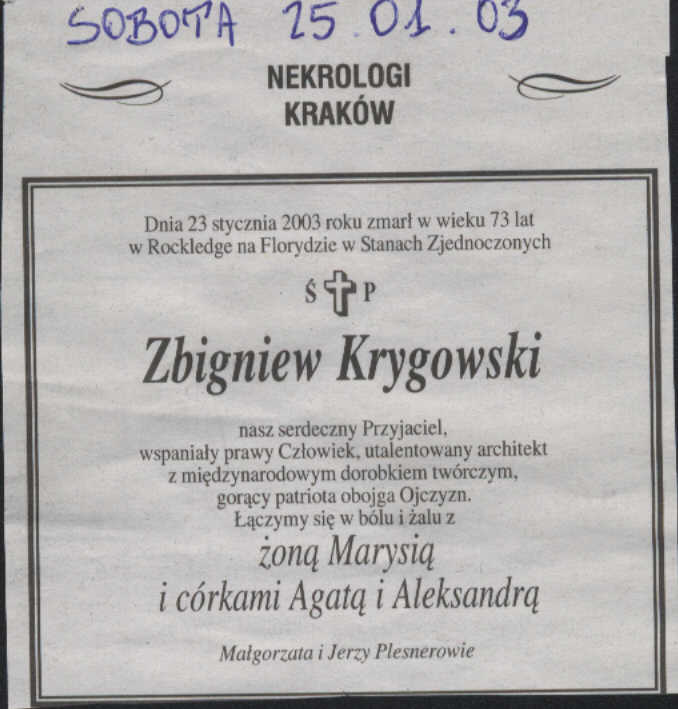 SOBOTA 25.01.03
NEKROLOGI
KRAKÓW
Dnia 23 stycznia 2003 roku zmarł w wieku 73 lat
w Rockledge na Florydzie w Stanach Zjednoczonych
Ś P
Zbigniew Krygowski
nasz serdeczny Przyjaciel,
wspaniały prawy Człowiek, utalentowany architekt
z międzynarodowym dorobkiem twórczym,
gorący patriota obojga Ojczyzn.
Łączymy się w bólu i żalu z
żoną Marysią
i córkami Agatą i Aleksandrą
Małgorzata i Jerzy Plesnerowie